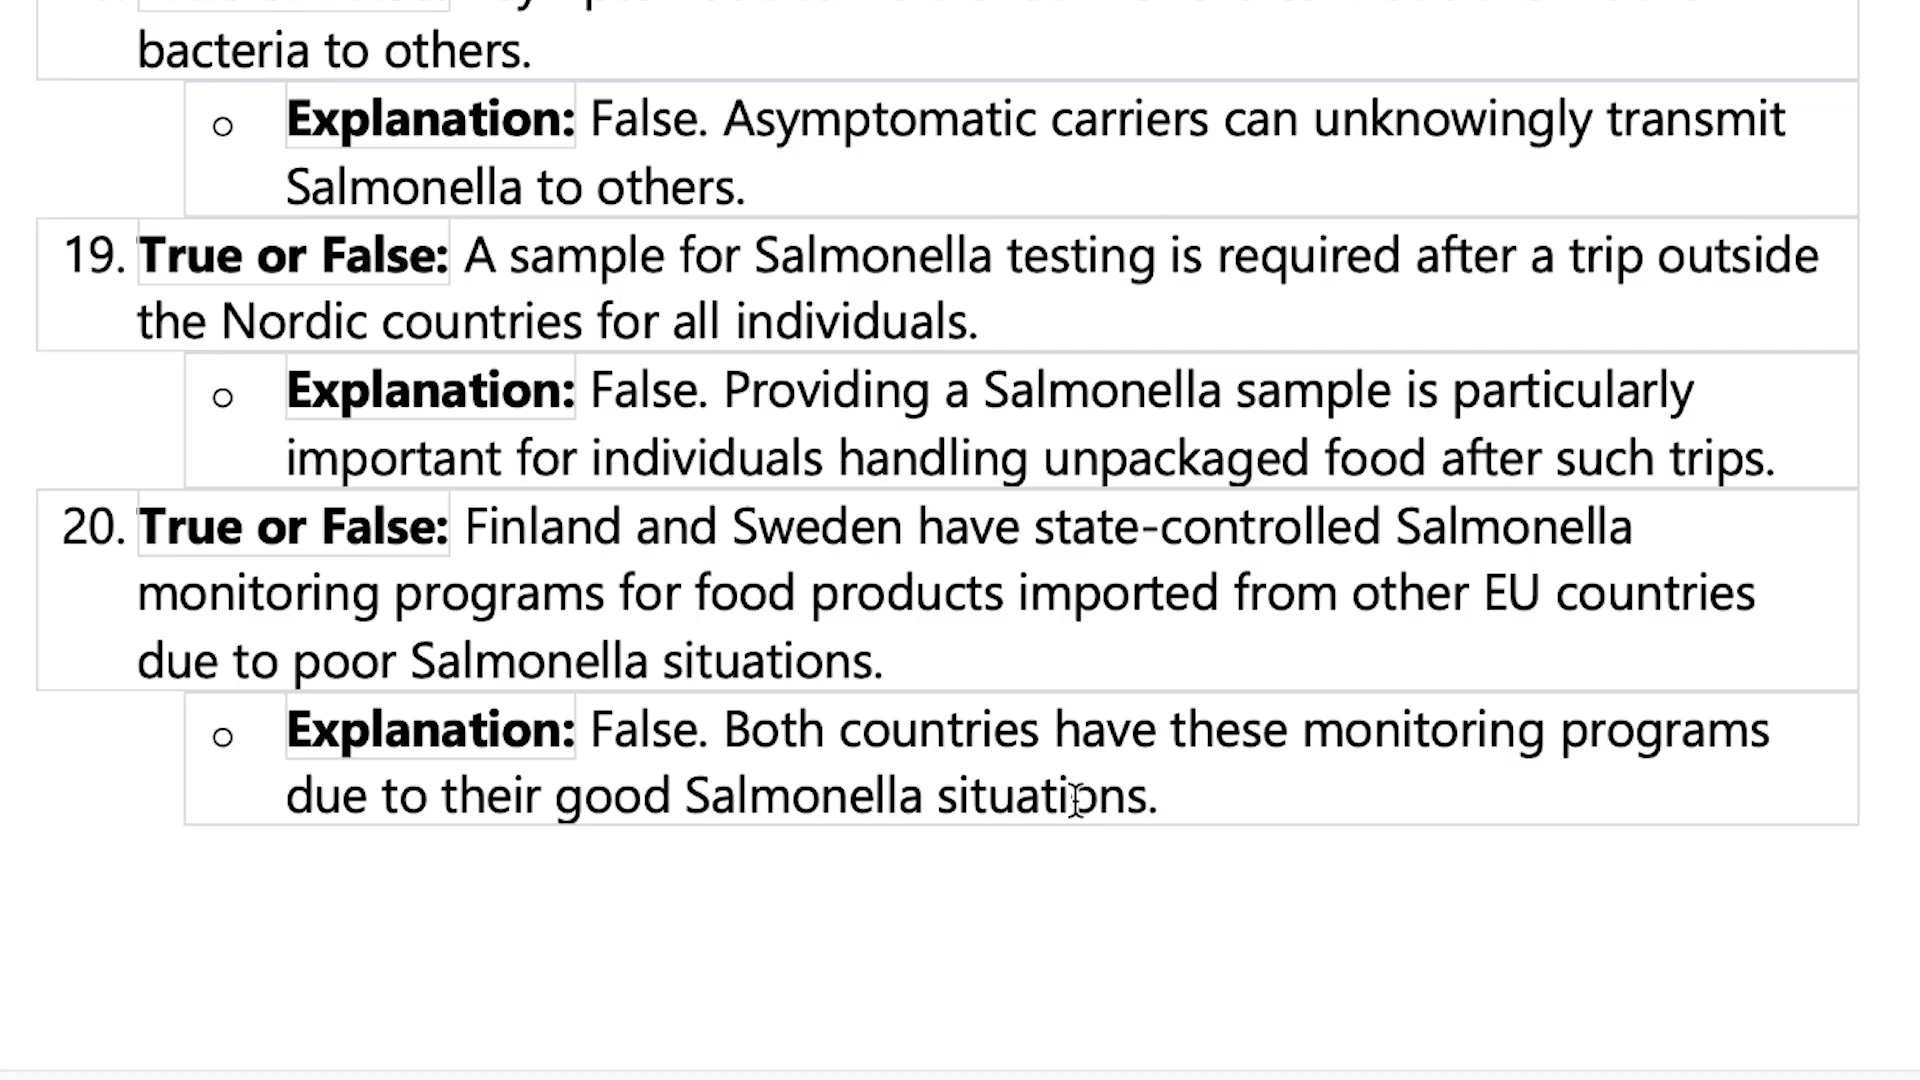 bacteria to others.
○ Explanation: False. Asymptomatic carriers can unknowingly transmit
Salmonella to others.
19. True or False: A sample for Salmonella testing is required after a trip outside
the Nordic countries for all individuals.
○ Explanation: False. Providing a Salmonella sample is particularly
important for individuals handling unpackaged food after such trips.
20. True or False: Finland and Sweden have state-controlled Salmonella
monitoring programs for food products imported from other EU countries
due to poor Salmonella situations.
○ Explanation: False. Both countries have these monitoring programs
due to their good Salmonella situations.